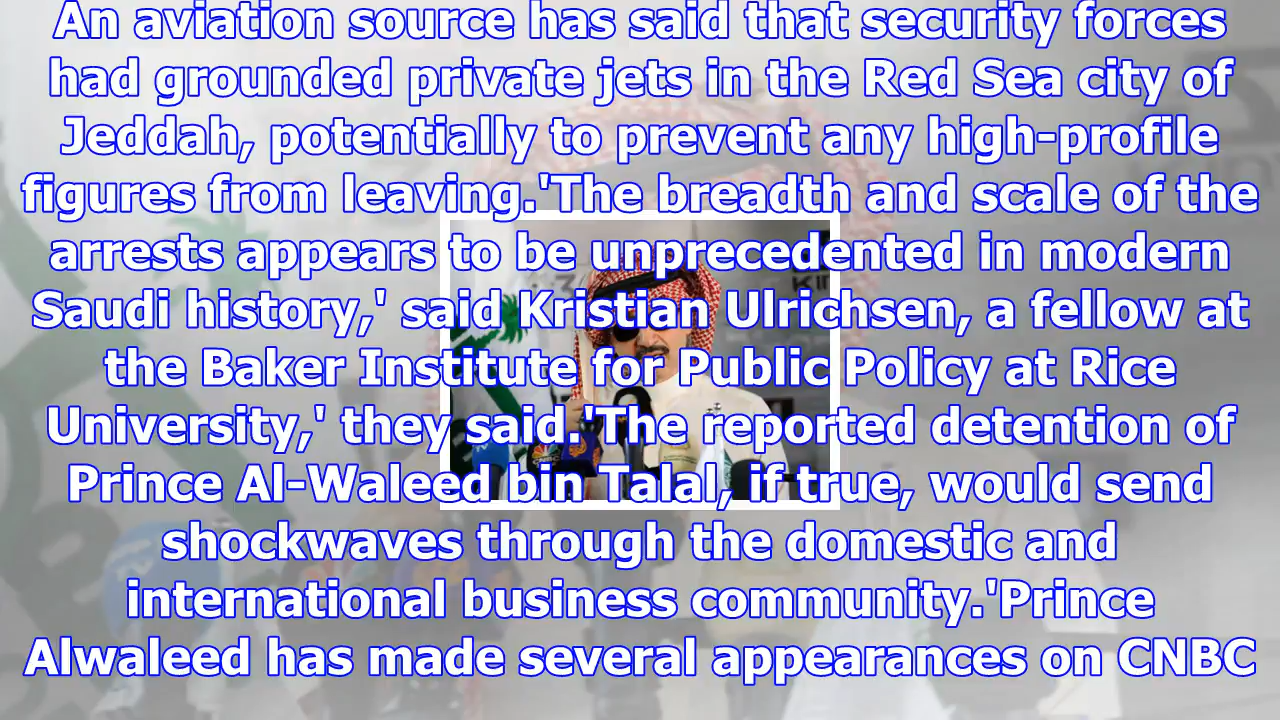 An aviation source has said that security forces
had grounded private jets in the Red Sea city of
Jeddah, potentially to prevent any high-profile
figures from leaving.'The breadth and scale of the
arrests appears to be unprecedented in modern
Saudi history,' said Kristian Ulrichsen, a fellow at
the Baker Institute for Public Policy at Rice
University,' they said.'The reported detention of
Prince Al-Waleed bin Talal, if true, would send
shockwaves through the domestic and
international business community.'Prince
Alwaleed has made several appearances on CNBC
CNBC